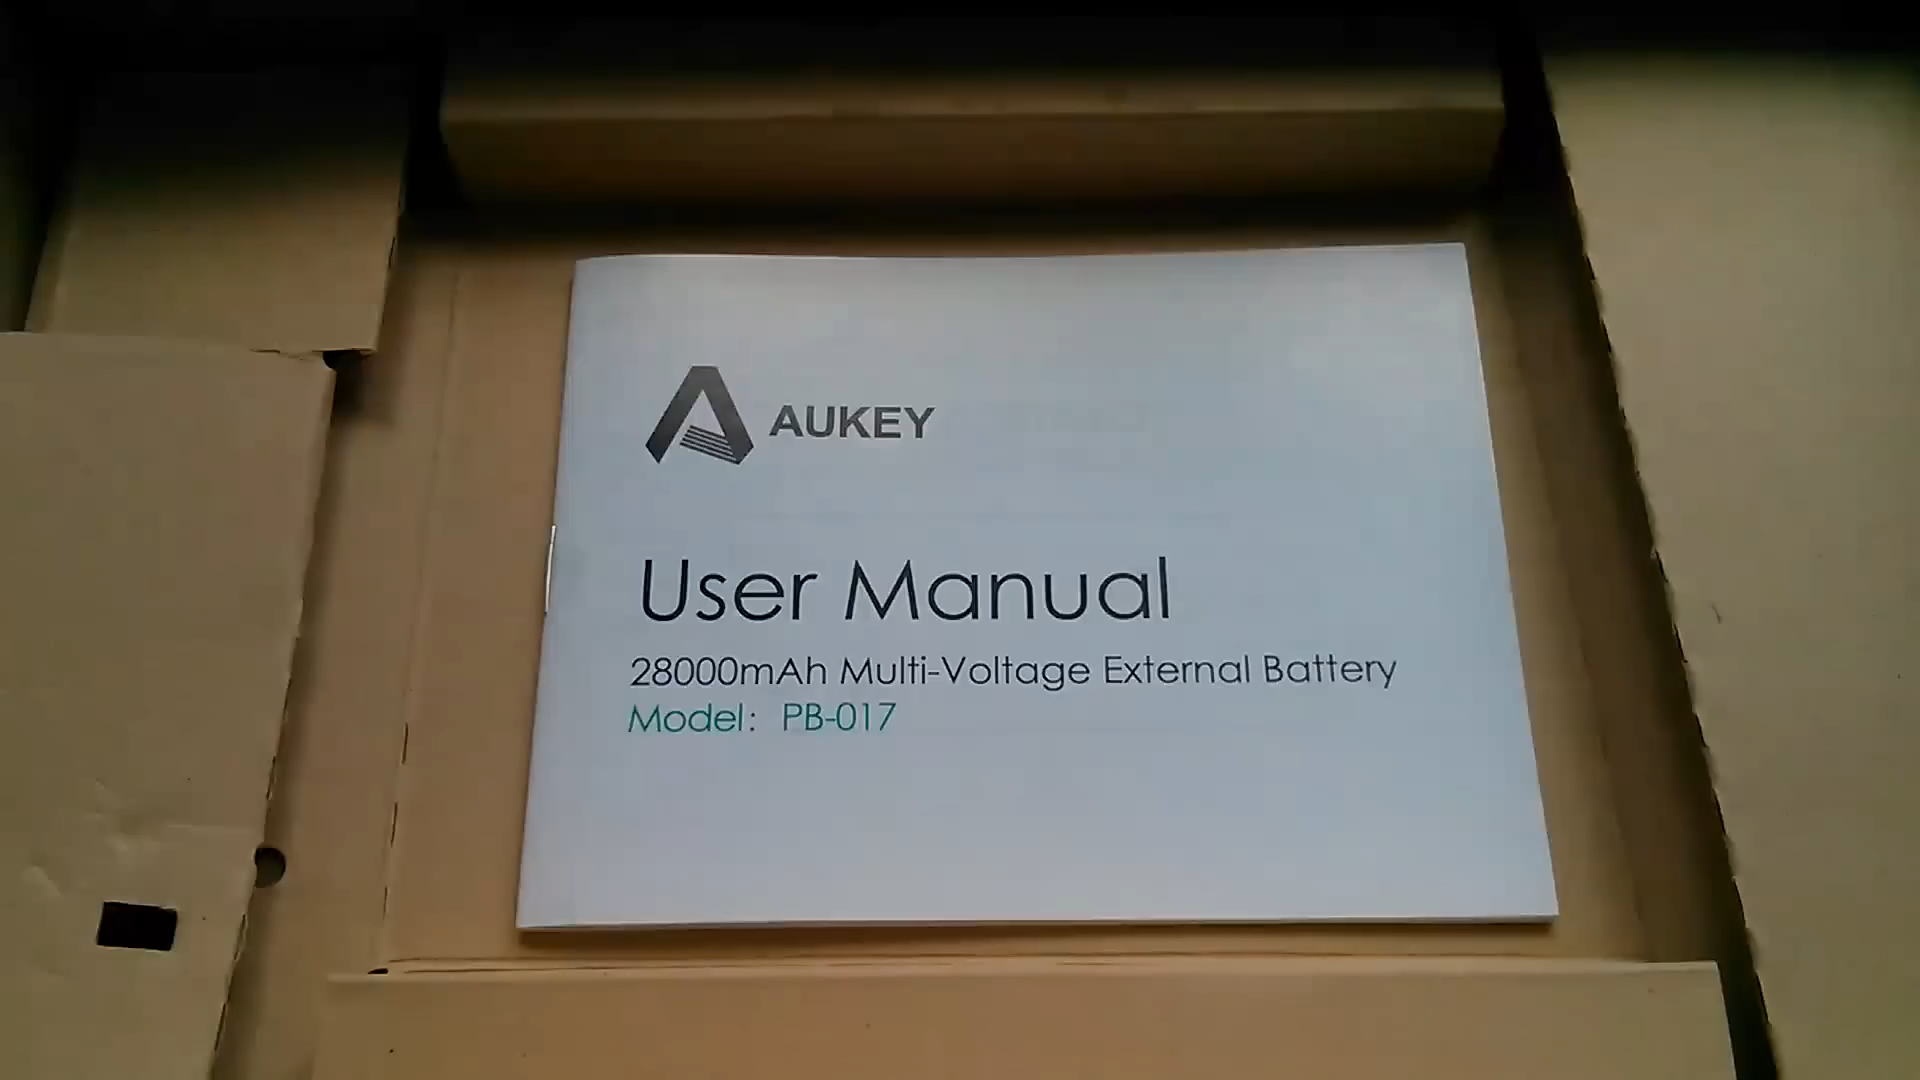 AUKEY
User Manual
28000mAh Multi-Voltage External Battery
Model: PB-017